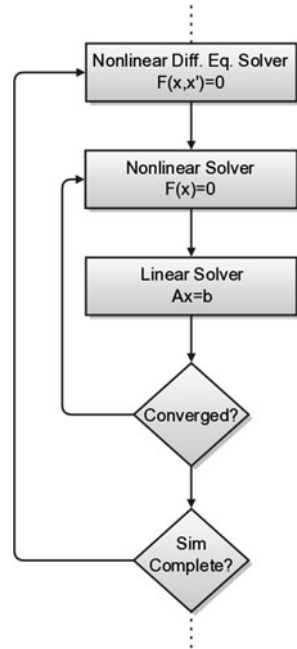 Nonlinear Diff. Eq. Solver
F(x,x')=0
Nonlinear Solver
F(x)=0
Linear Solver
Ax=b
Converged?
Sim
Complete?